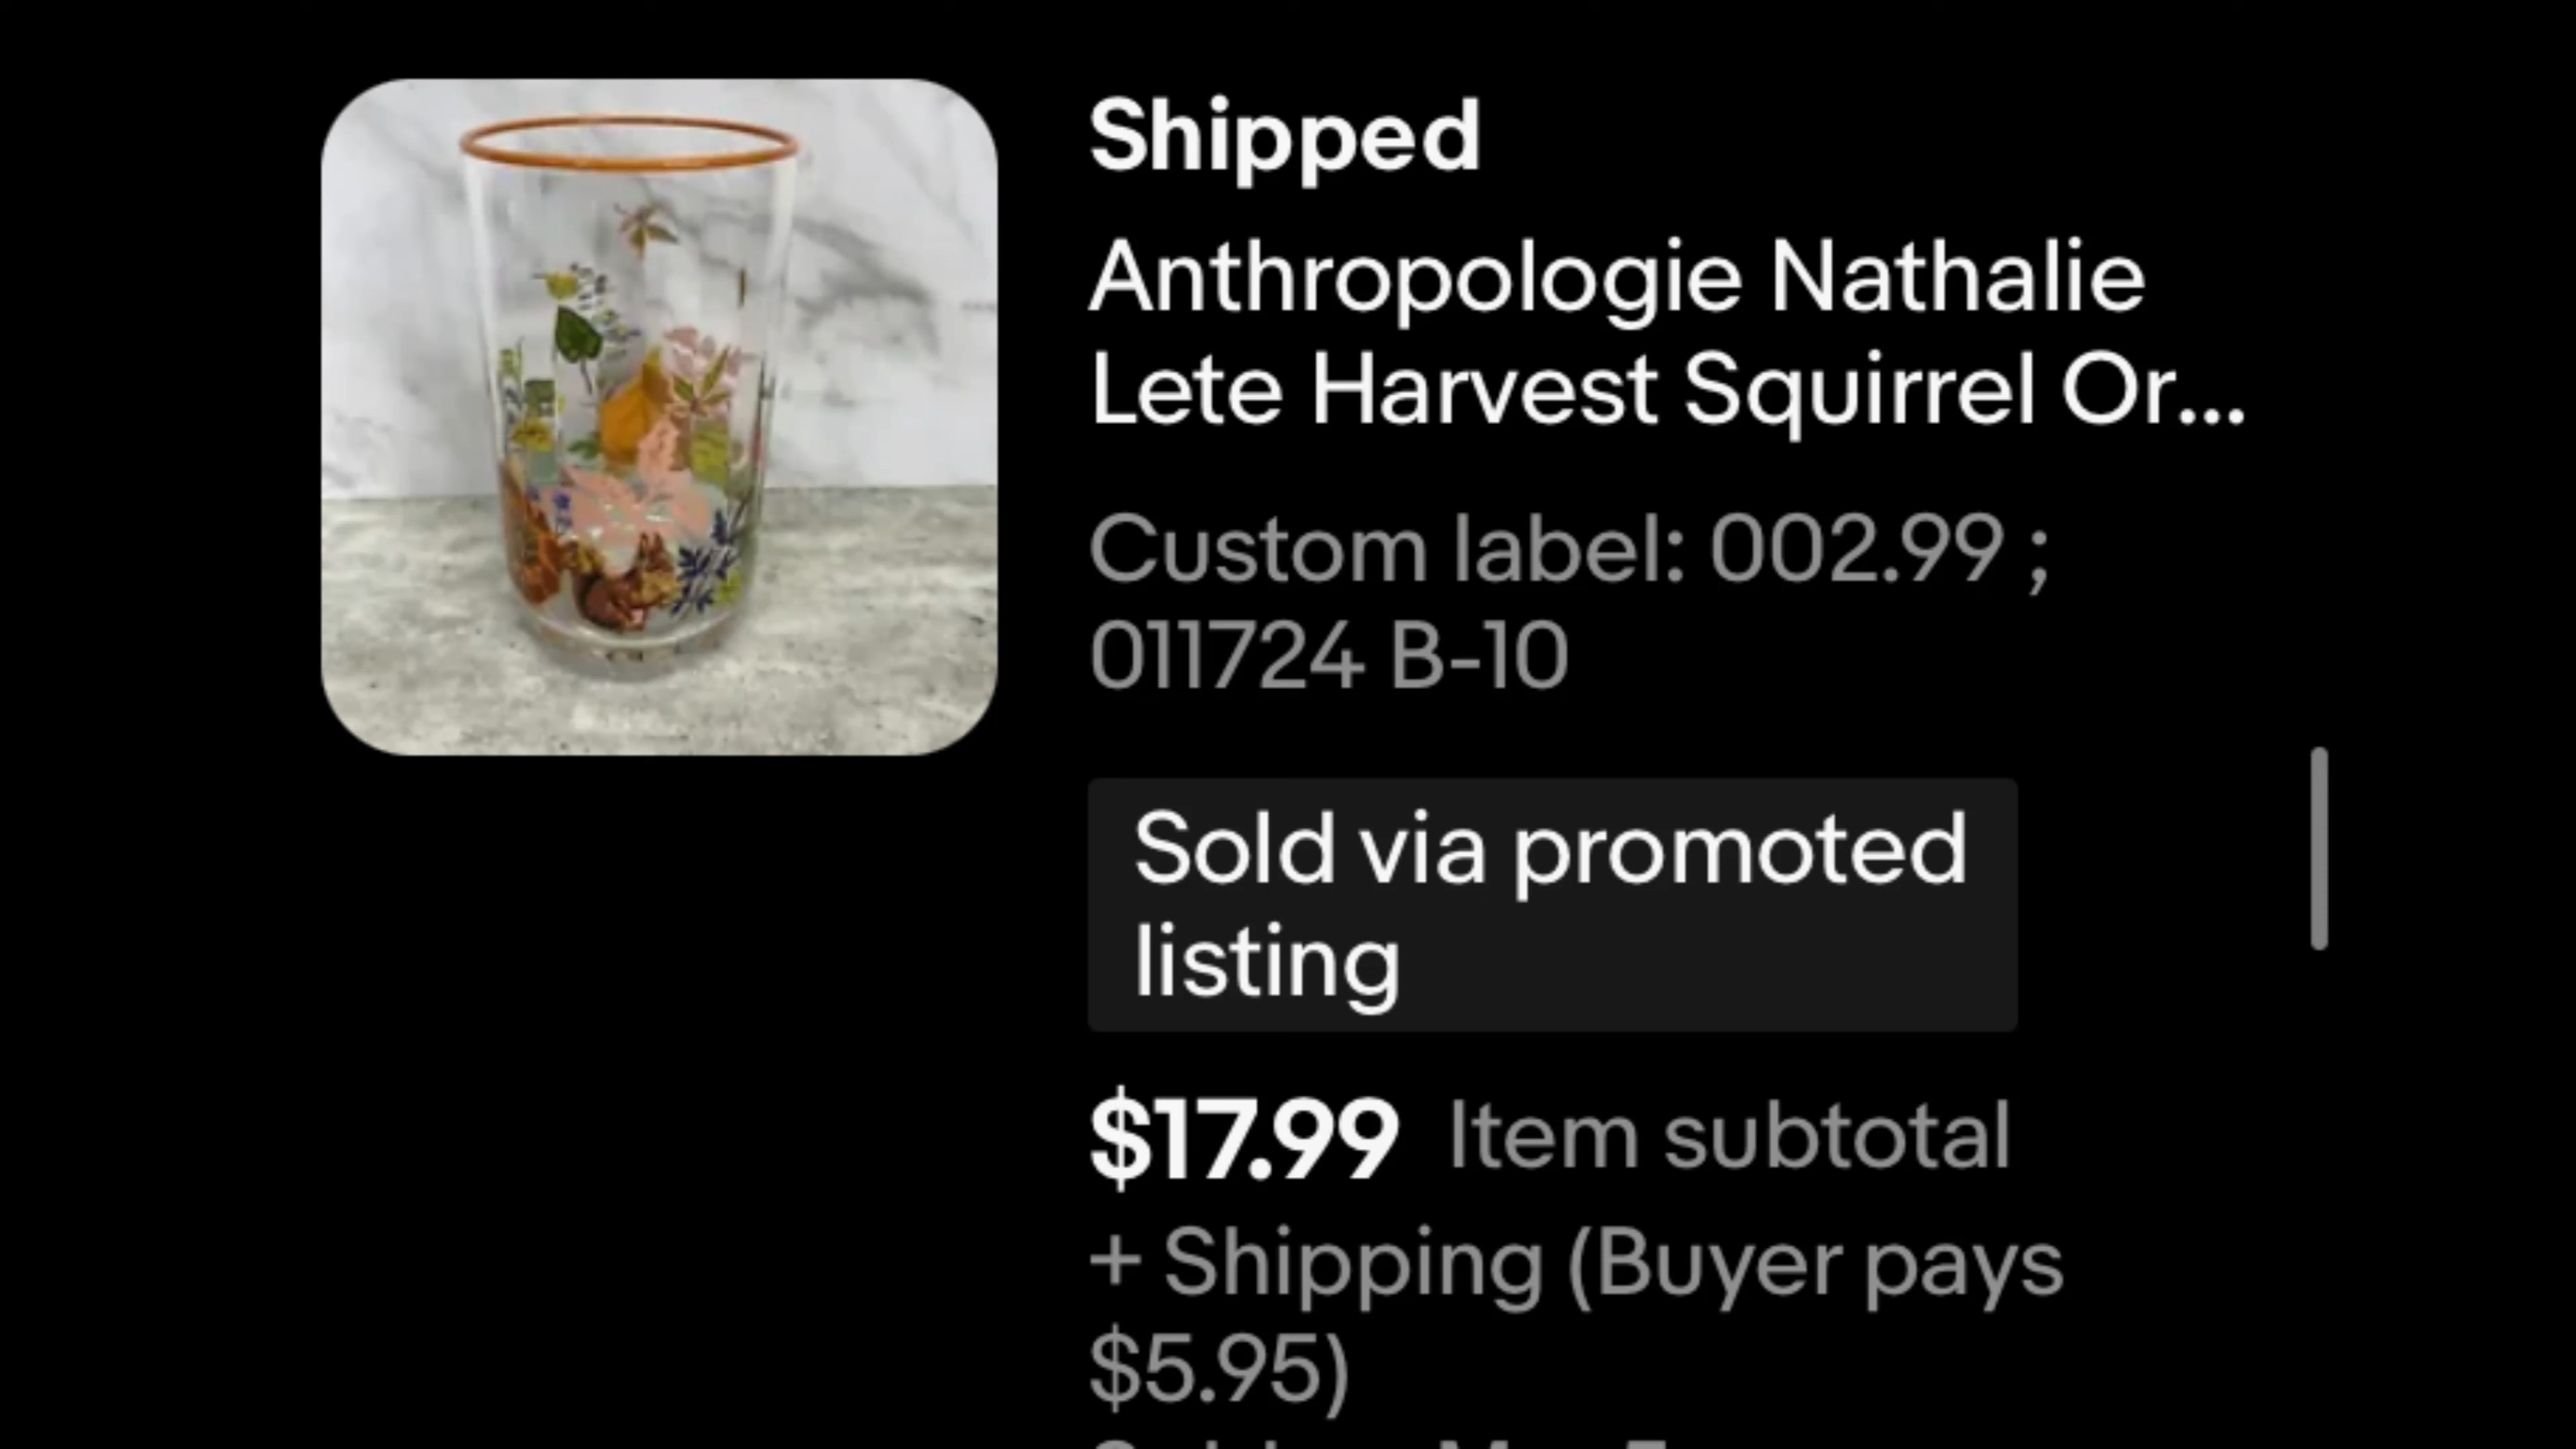 Shipped
Anthropologie Nathalie
Lete Harvest Squirrel Or...
Custom label: 002.99 ;
011724 B-10
Sold via promoted
listing
$17.99 Item subtotal
+ Shipping (Buyer pays
$5.95)